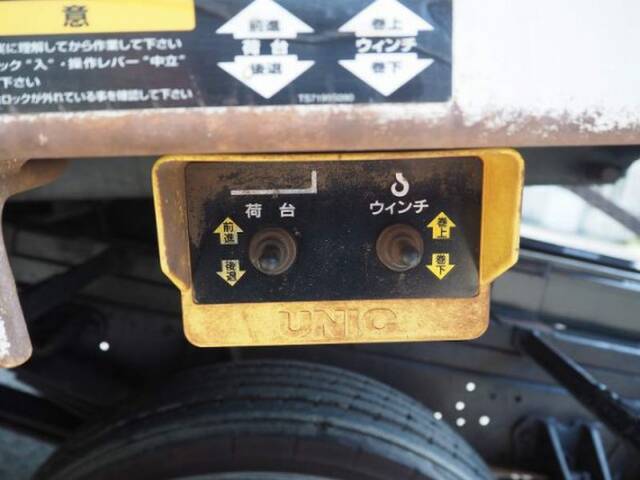 意
に理解してから作業して下さい
ック"入"・操作レバー"中立"
下さい
ロックが外れている事を確認して下さい
前進
荷台
後退
巻上
ウィンチ
巻下
荷台
前進
後退
ウィンチ
巻上
巻下
UNIC